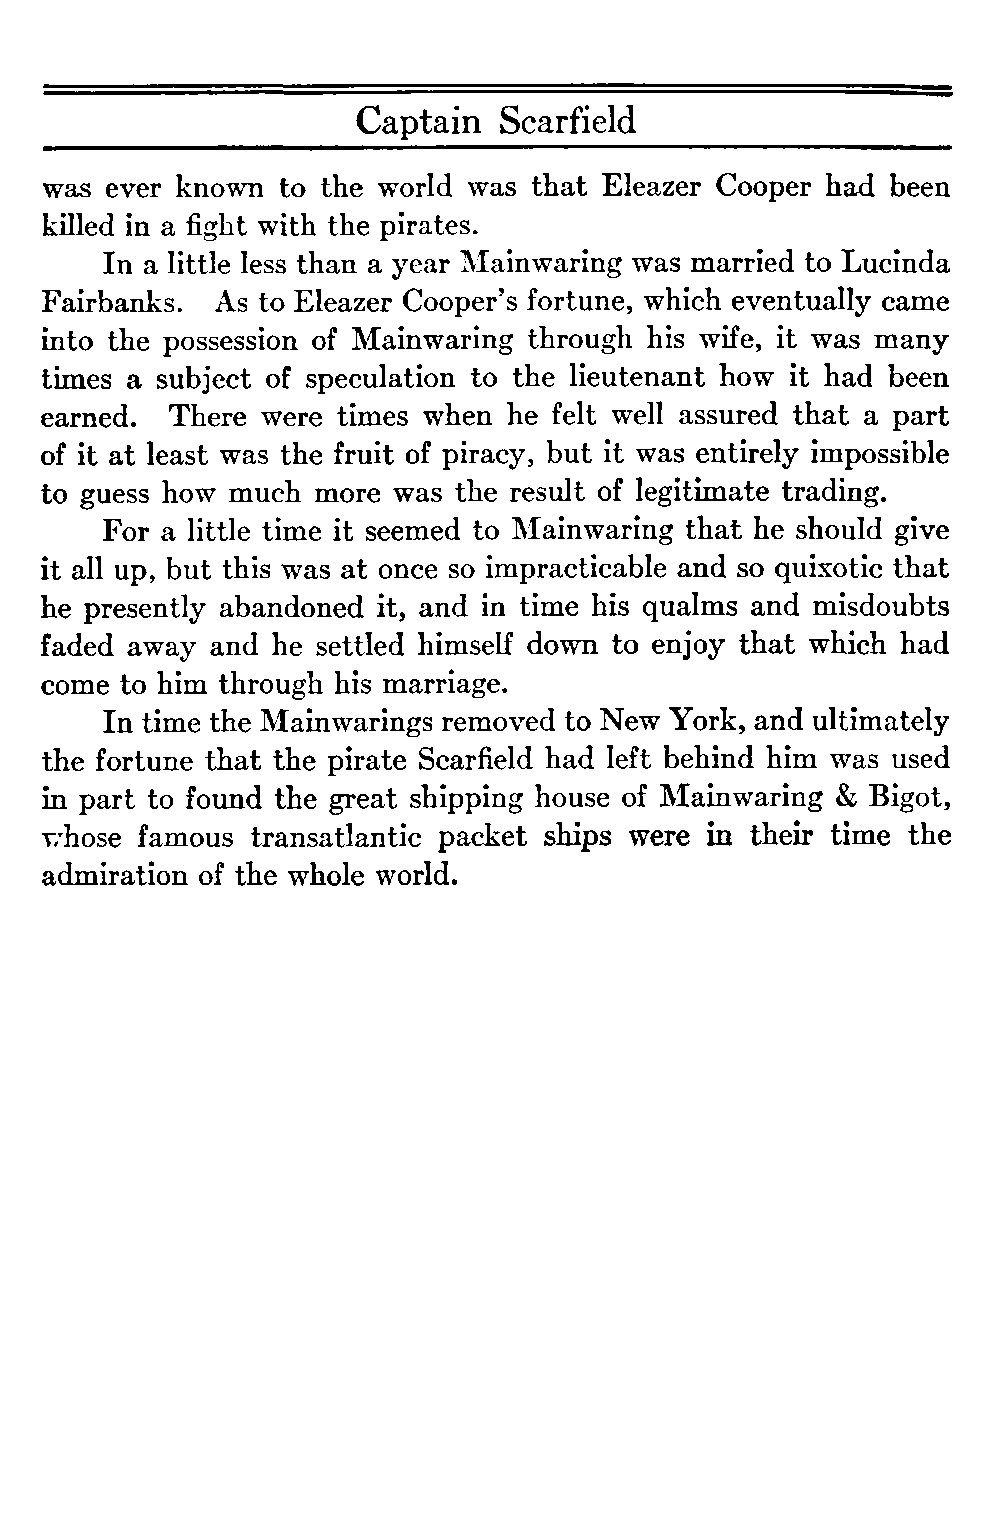 Captain Scarfield
was ever known to the world was that Eleazer Cooper had been
killed in a fight with the pirates.
In a little less than a year Mainwaring was married to Lucinda
Fairbanks. As to Eleazer Cooper's fortune, which eventually came
into the possession of Mainwaring through his wife, it was many
times a subject of speculation to the lieutenant how it had been
earned. There were times when he felt well assured that a part
of it at least was the fruit of piracy, but it was entirely impossible
to guess how much more was the result of legitimate trading.
For a little time it seemed to Mainwaring that he should give
it all up, but this was at once so impracticable and so quixotic that
he presently abandoned it, and in time his qualms and misdoubts
faded away and he settled himself down to enjoy that which had
come to him through his marriage.
In time the Mainwarings removed to New York, and ultimately
the fortune that the pirate Scarfield had left behind him was used
in part to found the great shipping house of Mainwaring & Bigot,
whose famous transatlantic packet ships were in their time the
admiration of the whole world.